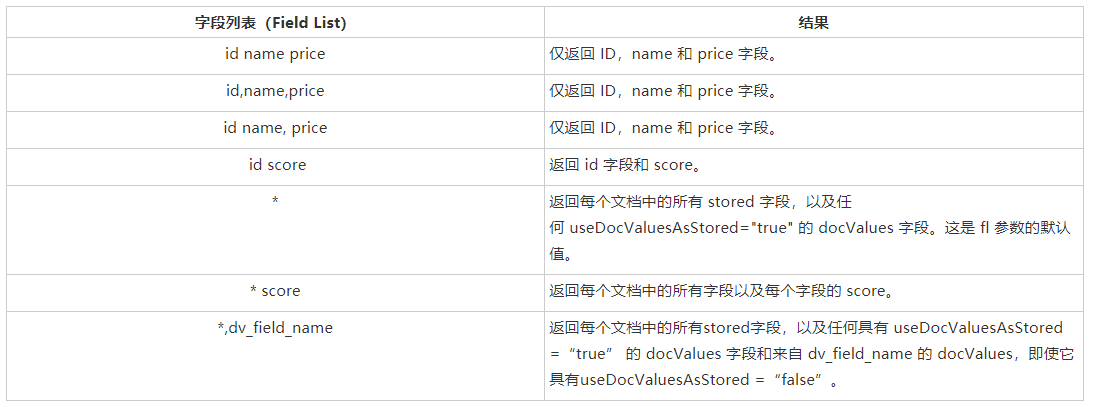 字段列表（Field List） 结果
id name price 仅返回 ID，name 和 price 字段。
id,name,price 仅返回 ID，name 和 price 字段。
id name, price 仅返回 ID，name 和 price 字段。
id score 返回 id 字段和 score。
* 返回每个文档中的所有 stored 字段，以及任
何 useDocValuesAsStored="true" 的 docValues 字段。这是 fl 参数的默认
值。
* score 返回每个文档中的所有字段以及每个字段的 score。
*,dv_field_name 返回每个文档中的所有stored字段，以及任何具有 useDocValuesAsStored
=“true” 的 docValues 字段和来自 dv_field_name 的 docValues，即使它
具有useDocValuesAsStored =“false”。